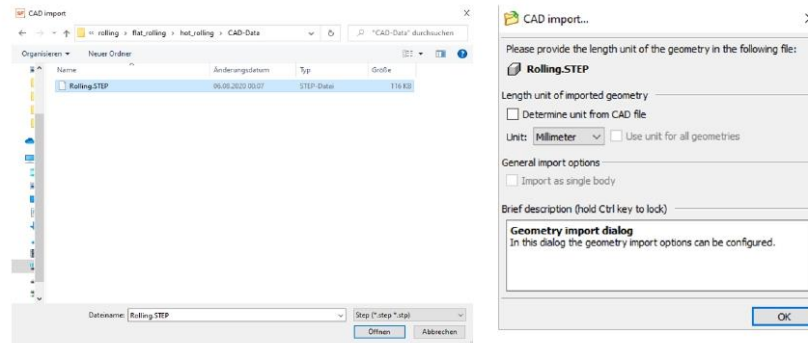 CAD import
« rolling › flat_rolling › hot_rolling › CAD-Data
"CAD-Data" durchsuchen
Organisieren
Neuer Ordner
Name
Änderungsdatum
Typ
Größe
Rolling.STEP
06.08.2020 00:07
STEP-Datei
116 KB
Dateiname:
Rolling.STEP
Step (*.step *.stp)
Öffnen
Abbrechen
CAD import...
Please provide the length unit of the geometry in the following file:
Rolling.STEP
Length unit of imported geometry
Determine unit from CAD file
Unit: Millimeter Use unit for all geometries
General import options
Import as single body
Brief description (hold Ctrl key to lock)
Geometry import dialog
In this dialog the geometry import options can be configured.
OK